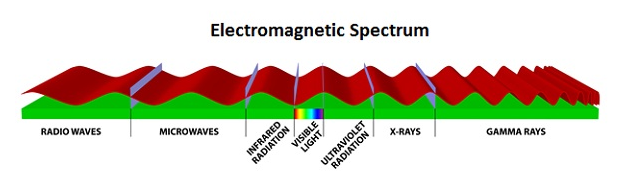 Electromagnetic Spectrum
RADIO WAVES
MICROWAVES
INFRARED
RADIATION
VISIBLE
LIGHT
ULTRAVIOLET
RADIATION
X-RAYS
GAMMA RAYS